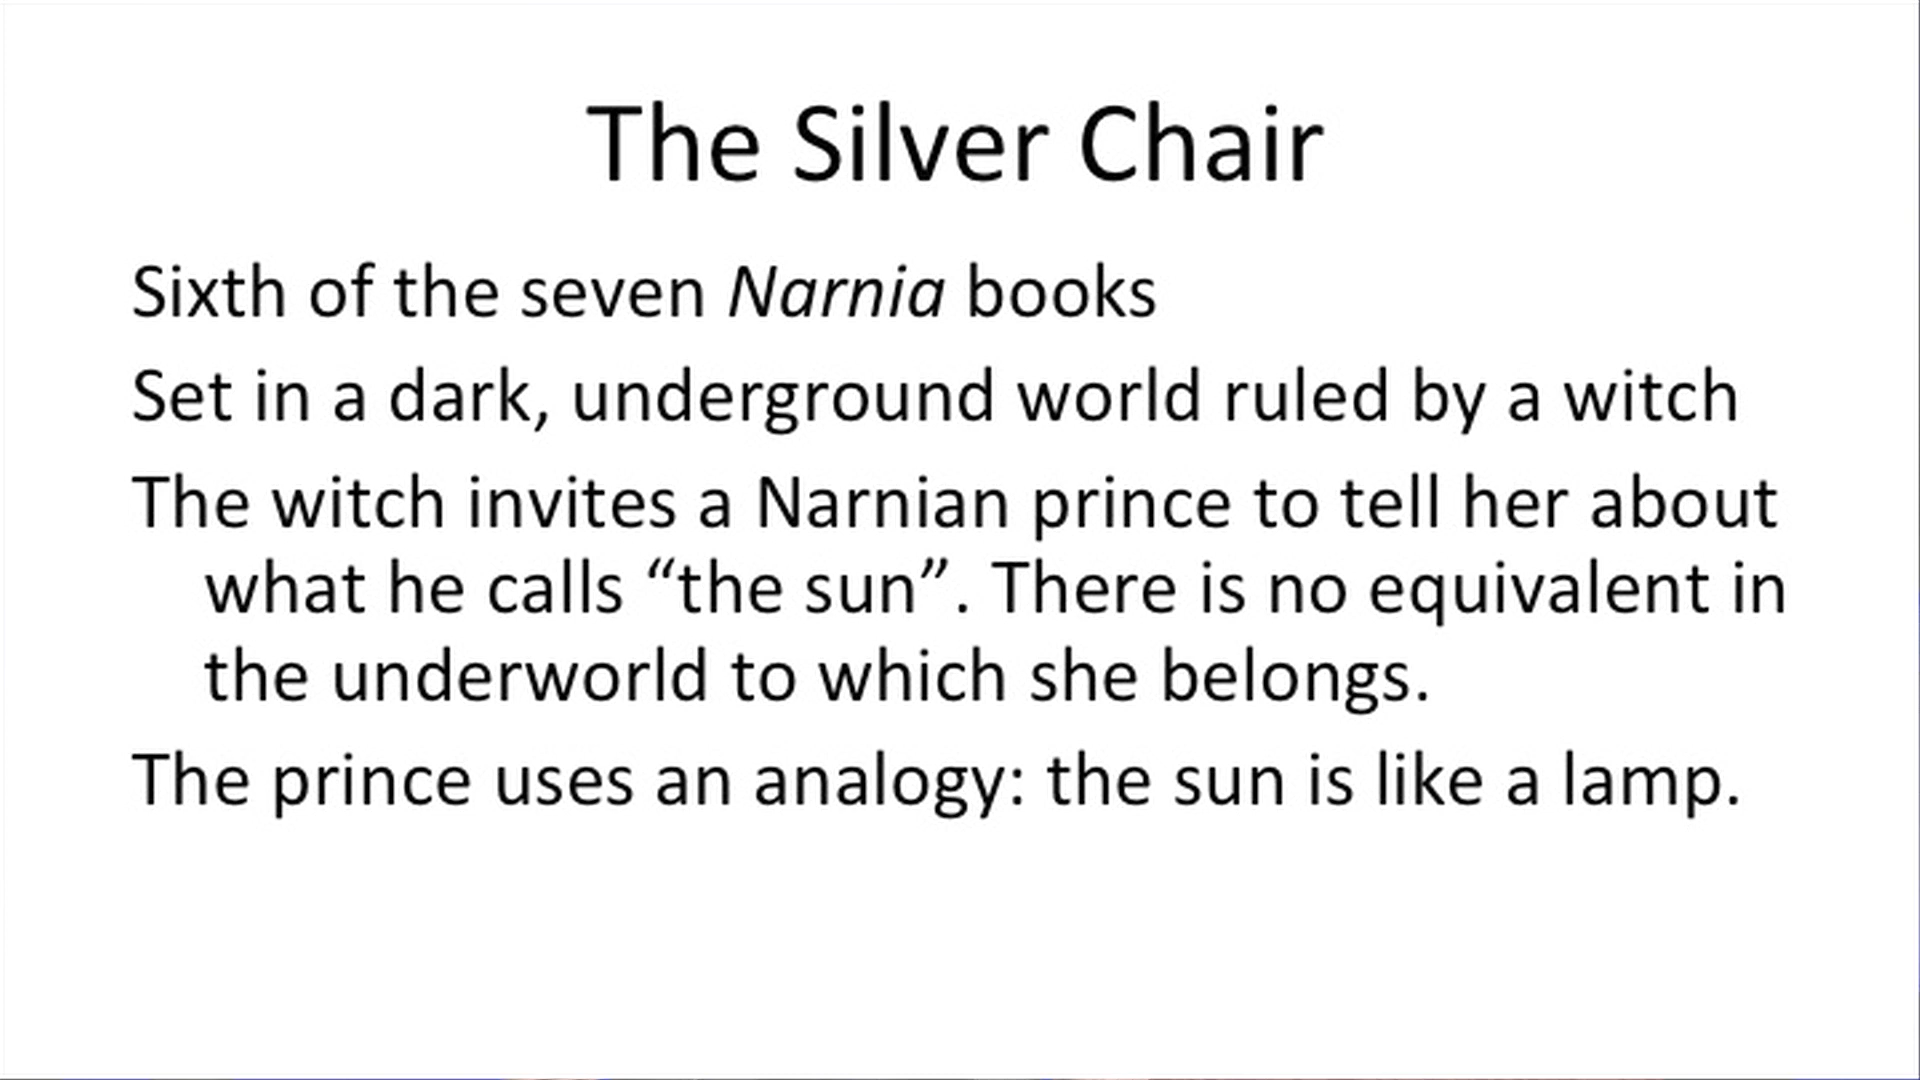 The Silver Chair
Sixth of the seven Narnia books
Set in a dark, underground world ruled by a witch
The witch invites a Narnian prince to tell her about
what he calls “the sun”. There is no equivalent in
the underworld to which she belongs.
The prince uses an analogy: the sun is like a lamp.